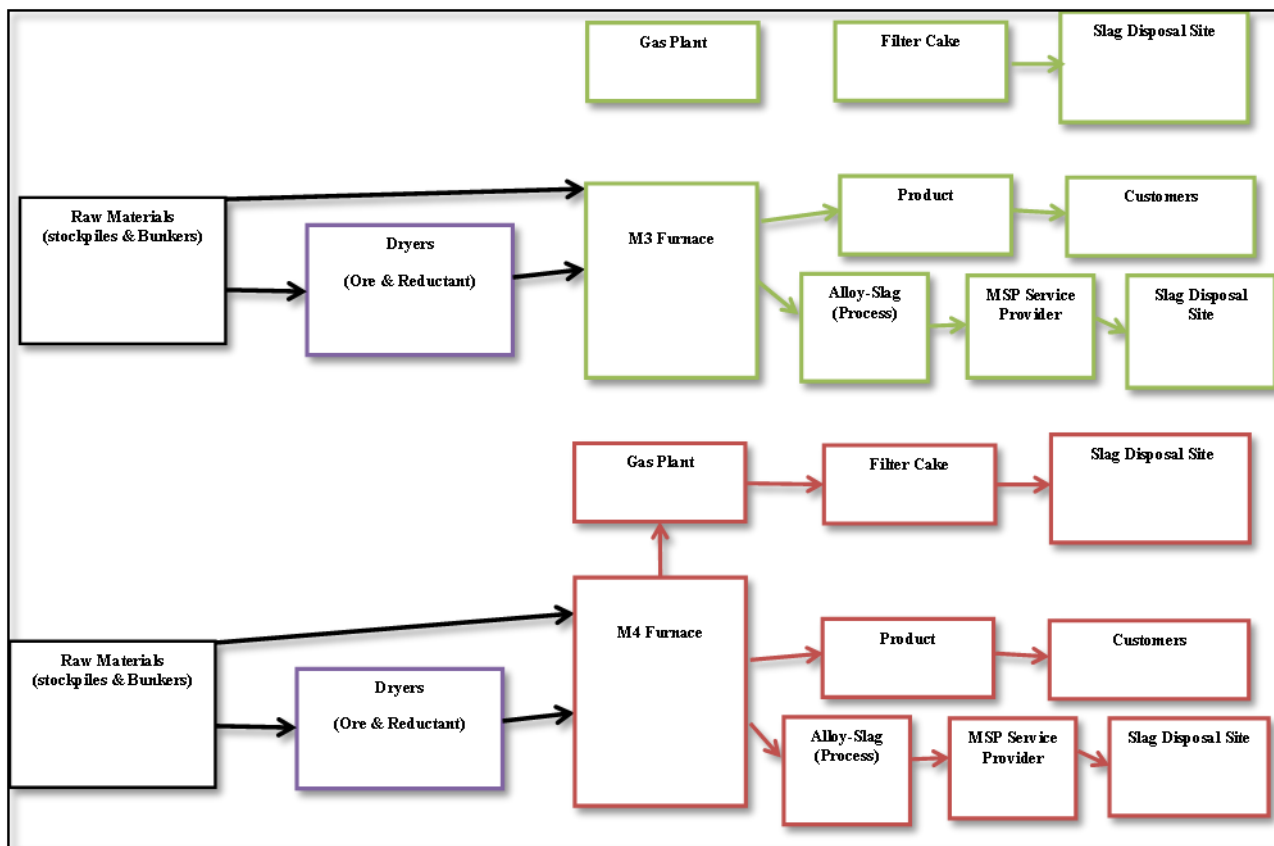 Gas Plant
Filter Cake
Slag Disposal Site
Raw Materials
(stockpiles & Bunkers)
Dryers
(Ore & Reductant)
M3 Furnace
Product
Customers
Alloy-Slag
(Process)
MSP Service
Provider
Slag Disposal
Site
Gas Plant
Filter Cake
Slag Disposal Site
Raw Materials
(stockpiles & Bunkers)
Dryers
(Ore & Reductant)
M4 Furnace
Product
Customers
Alloy-Slag
(Process)
MSP Service
Provider
Slag Disposal Site